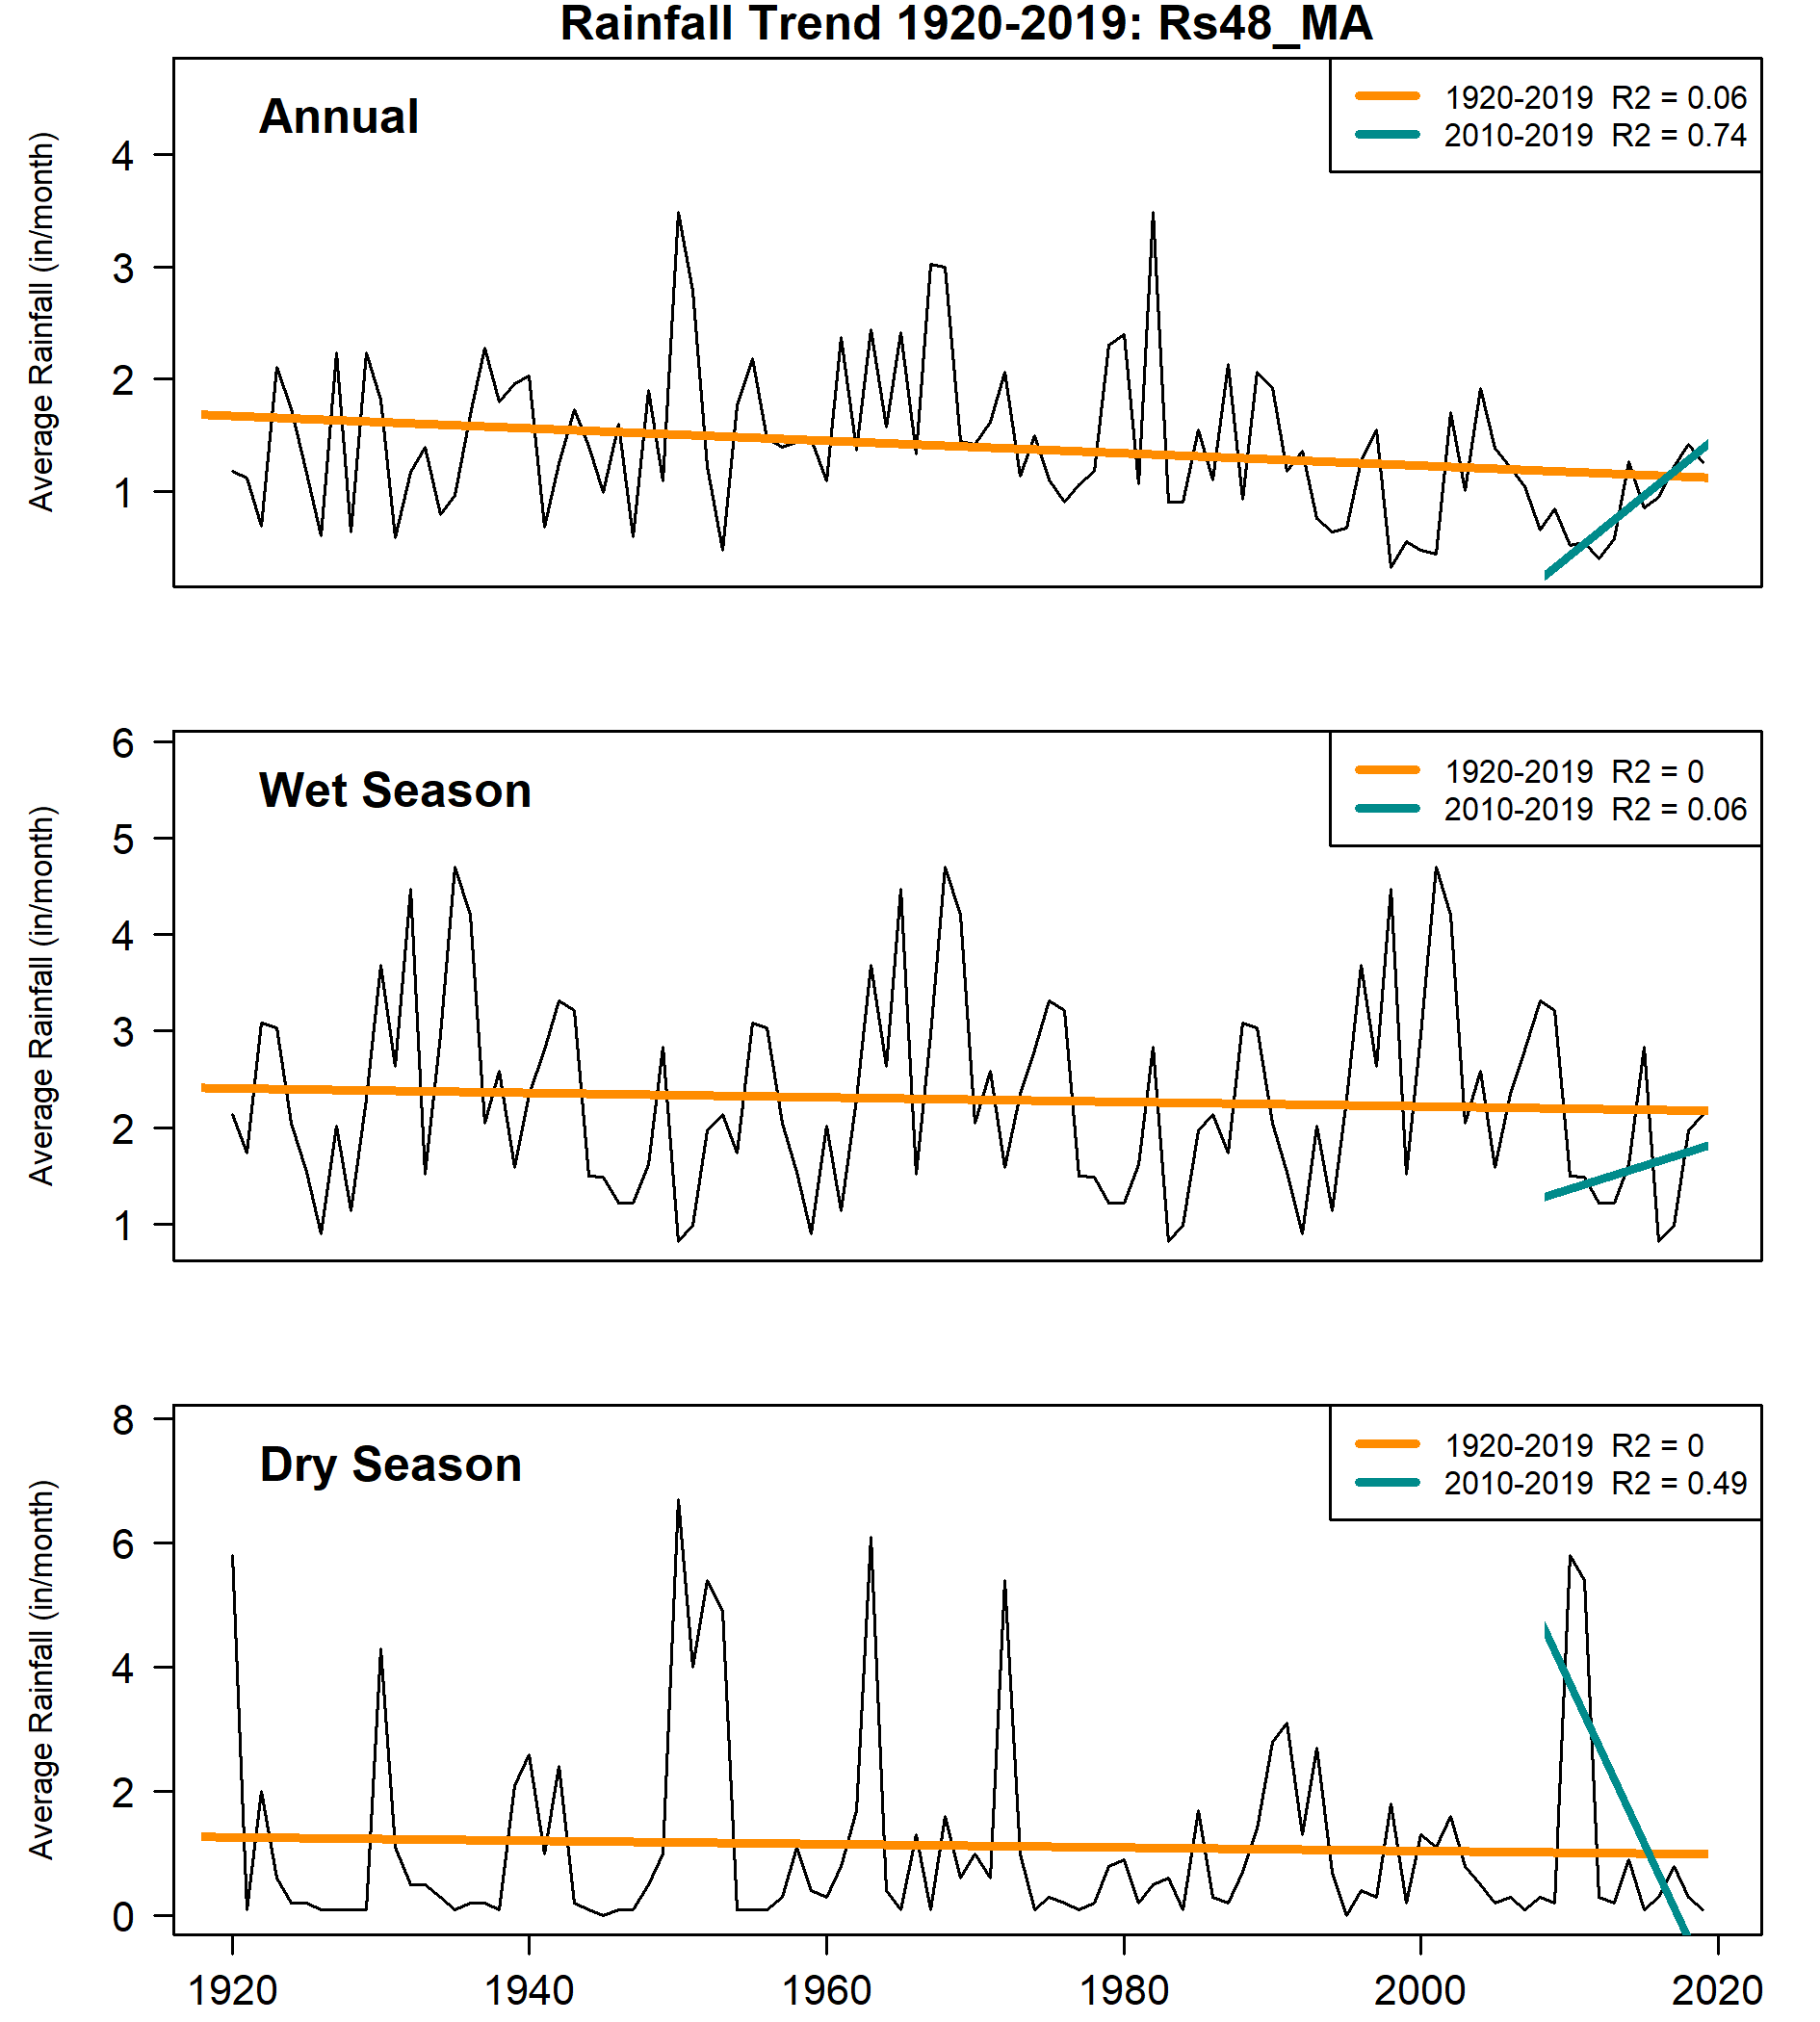 Rainfall Trend 1920-2019: Rs48_MA
Annual
1920-2019 R2 = 0.06
2010-2019 R2 = 0.74
Average Rainfall (in/month)
4
3
2
1
Wet Season
1920-2019 R2 = 0
2010-2019 R2 = 0.06
Average Rainfall (in/month)
6
5
4
3
2
1
Dry Season
1920-2019 R2 = 0
2010-2019 R2 = 0.49
Average Rainfall (in/month)
8
6
4
2
0
1920 1940 1960 1980 2000 2020